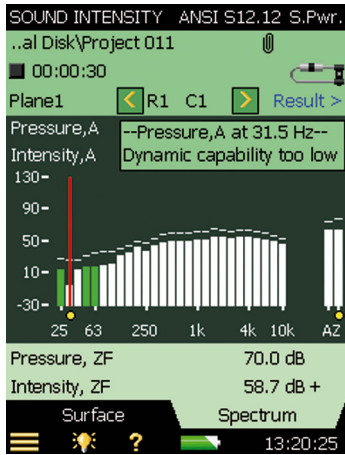 SOUND INTENSITY ANSI S12.12 S.Pwr.
..al Disk\Project 011
00:00:30
Plane1 < R1 C1 > Result >
Pressure,A
Intensity,A
--Pressure,A at 31.5 Hz--
Dynamic capability too low
130
90
50
10
-30
25 63 250 1k 4k 10k AZ
Pressure, ZF 70.0 dB
Intensity, ZF 58.7 dB +
Surface Spectrum
? 13:20:25